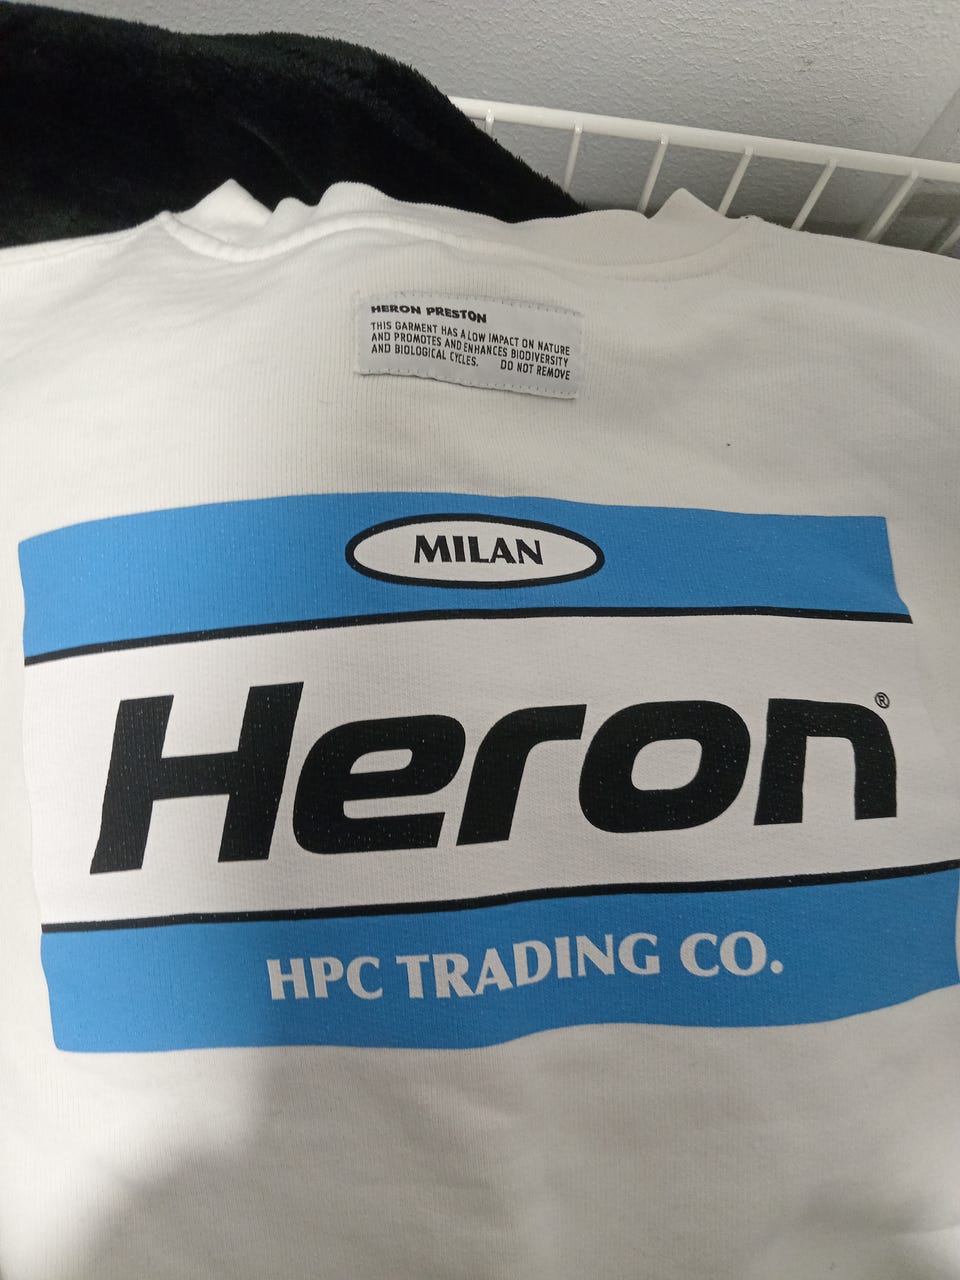 HERON PRESTON
THIS GARMENT HAS A LOW IMPACT ON NATURE
AND PROMOTES AND ENHANCES BIODIVERSITY
AND BIOLOGICAL CYCLES. DO NOT REMOVE
MILAN
Heron®
HPC TRADING CO.